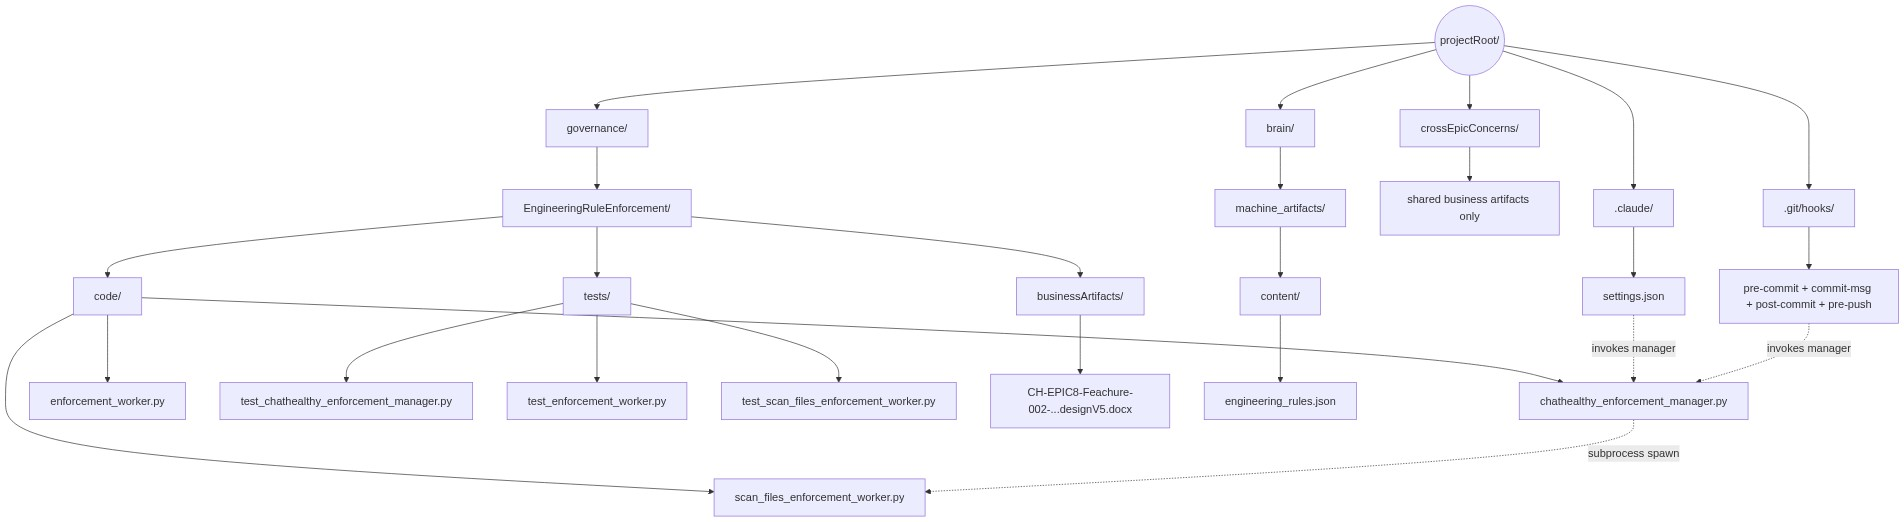 projectRoot/
governance/
brain/
crossEpicConcerns/
EngineeringRuleEnforcement/
machine_artifacts/
shared business artifacts
only
.claude/
.git/hooks/
code/
tests/
businessArtifacts/
content/
settings.json
pre-commit + commit-msg
+ post-commit + pre-push
invokes manager
invokes manager
enforcement_worker.py
test_chathealthy_enforcement_manager.py
test_enforcement_worker.py
test_scan_files_enforcement_worker.py
CH-EPIC8-Feachure-
002-...designV5.docx
engineering_rules.json
chathealthy_enforcement_manager.py
subprocess spawn
scan_files_enforcement_worker.py